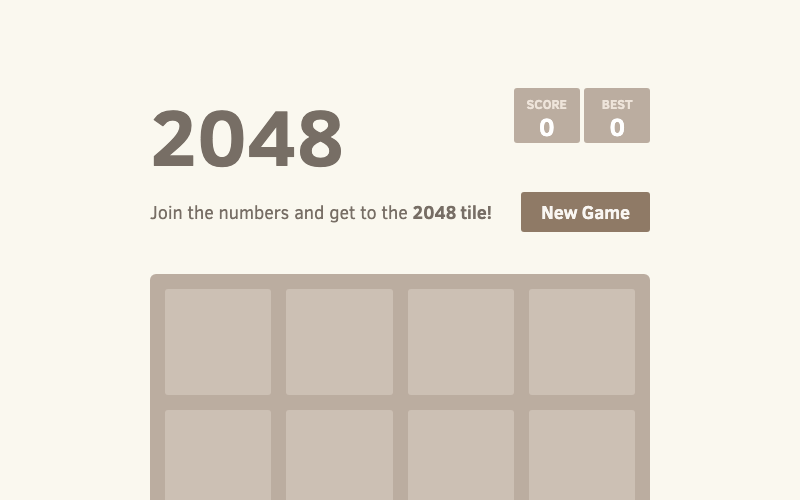 2048
SCORE
0
BEST
0
Join the numbers and get to the 2048 tile!
New Game